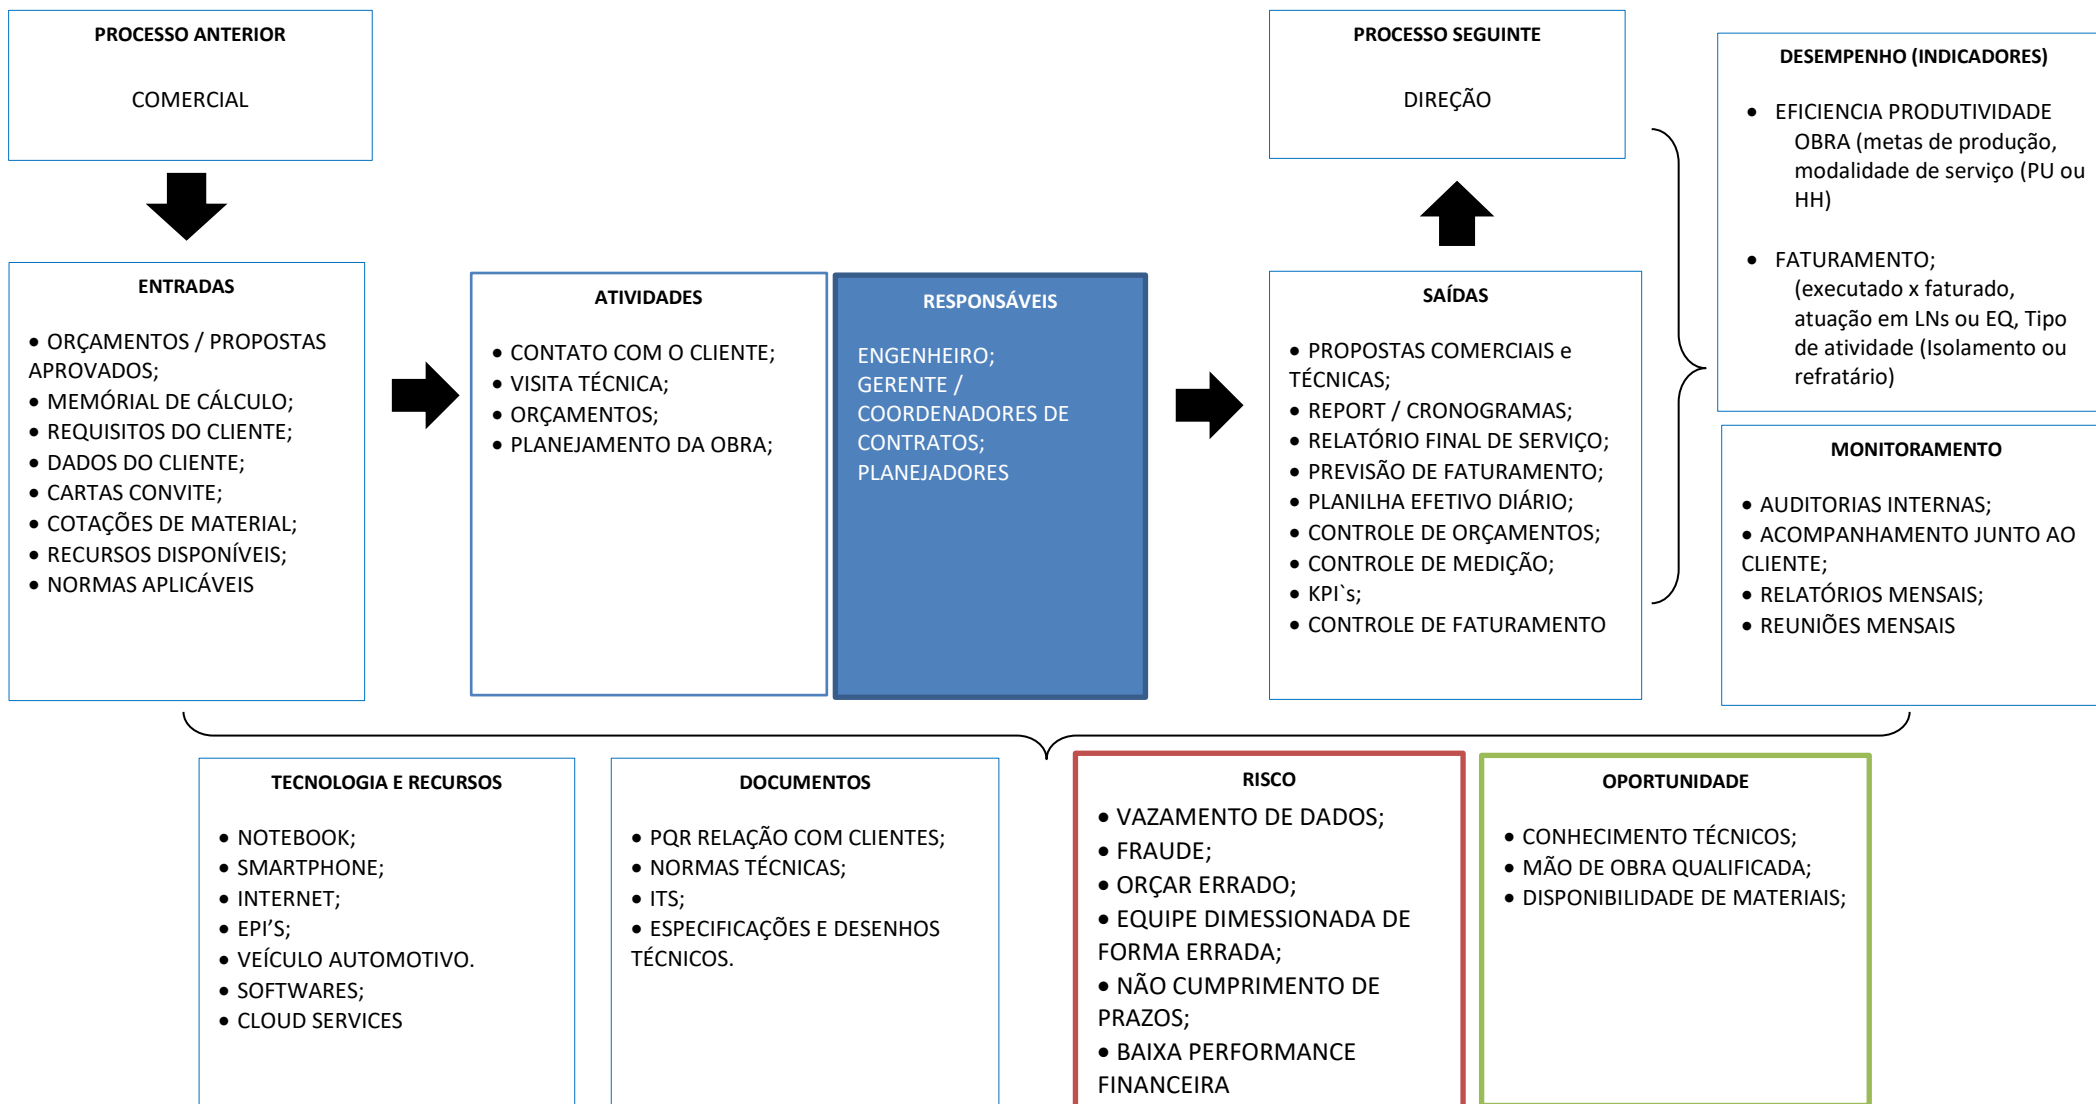 PROCESSO ANTERIOR
COMERCIAL
PROCESSO SEGUINTE
DIREÇÃO
DESEMPENHO (INDICADORES)
• EFICIENCIA PRODUTIVIDADE
OBRA (metas de produção,
modalidade de serviço (PU ou
HH)
• FATURAMENTO;
(executado x faturado,
atuação em LNs ou EQ, Tipo
de atividade (Isolamento ou
refratário)
ENTRADAS
• ORÇAMENTOS / PROPOSTAS
APROVADOS;
• MEMÓRIAL DE CÁLCULO;
• REQUISITOS DO CLIENTE;
• DADOS DO CLIENTE;
• CARTAS CONVITE;
• COTAÇÕES DE MATERIAL;
• RECURSOS DISPONÍVEIS;
• NORMAS APLICÁVEIS
ATIVIDADES
• CONTATO COM O CLIENTE;
• VISITA TÉCNICA;
• ORÇAMENTOS;
• PLANEJAMENTO DA OBRA;
RESPONSÁVEIS
ENGENHEIRO;
GERENTE /
COORDENADORES DE
CONTRATOS;
PLANEJADORES
SAÍDAS
• PROPOSTAS COMERCIAIS e
TÉCNICAS;
• REPORT / CRONOGRAMAS;
• RELATÓRIO FINAL DE SERVIÇO;
• PREVISÃO DE FATURAMENTO;
• PLANILHA EFETIVO DIÁRIO;
• CONTROLE DE ORÇAMENTOS;
• CONTROLE DE MEDIÇÃO;
• KPI`s;
• CONTROLE DE FATURAMENTO
MONITORAMENTO
• AUDITORIAS INTERNAS;
• ACOMPANHAMENTO JUNTO AO
CLIENTE;
• RELATÓRIOS MENSAIS;
• REUNIÕES MENSAIS
TECNOLOGIA E RECURSOS
• NOTEBOOK;
• SMARTPHONE;
• INTERNET;
• EPI’S;
• VEÍCULO AUTOMOTIVO.
• SOFTWARES;
• CLOUD SERVICES
DOCUMENTOS
• PQR RELAÇÃO COM CLIENTES;
• NORMAS TÉCNICAS;
• ITS;
• ESPECIFICAÇÕES E DESENHOS
TÉCNICOS.
RISCO
• VAZAMENTO DE DADOS;
• FRAUDE;
• ORÇAR ERRADO;
• EQUIPE DIMESSIONADA DE
FORMA ERRADA;
• NÃO CUMPRIMENTO DE
PRAZOS;
• BAIXA PERFORMANCE
FINANCEIRA
OPORTUNIDADE
• CONHECIMENTO TÉCNICOS;
• MÃO DE OBRA QUALIFICADA;
• DISPONIBILIDADE DE MATERIAIS;